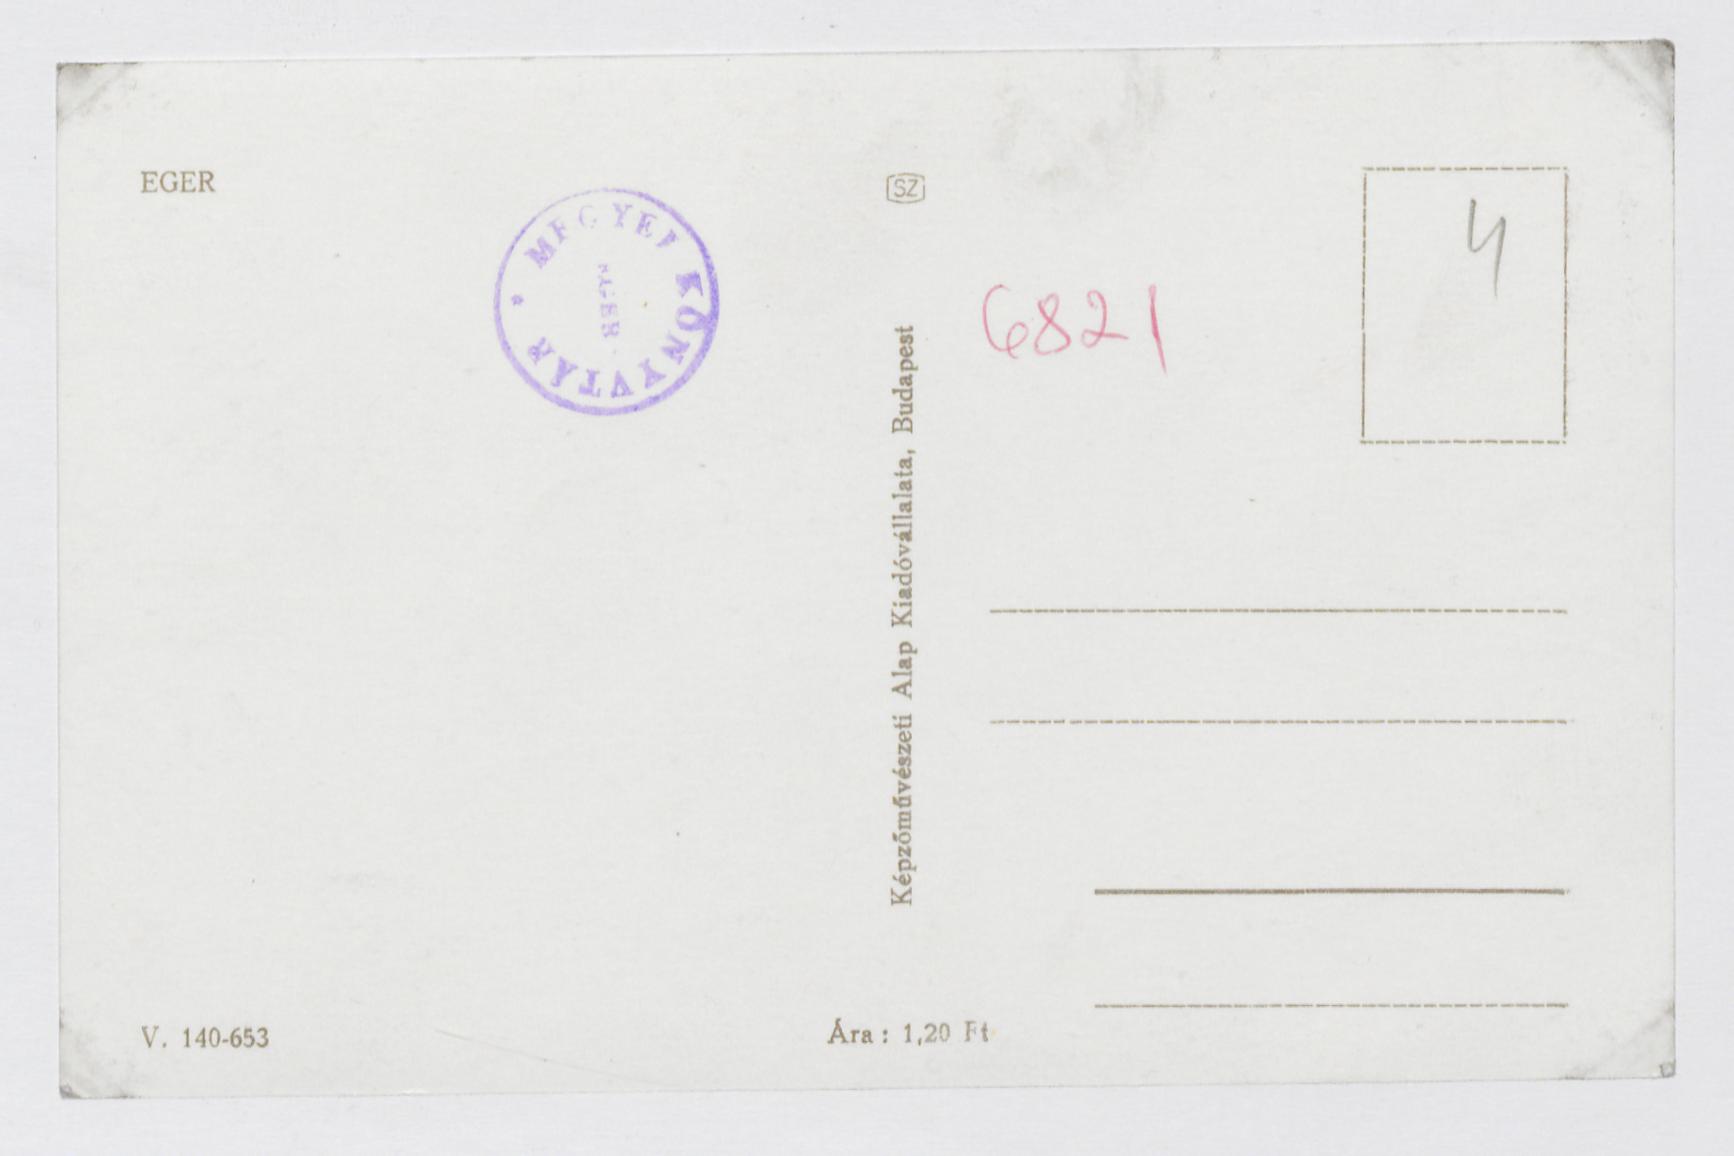 EGER
MEGYEI KÖNYVTÁR
EGER
SZ
6821
4
Képzőművészeti Alap Kiadóvállalata, Budapest
V. 140-653
Ára: 1,20 Ft